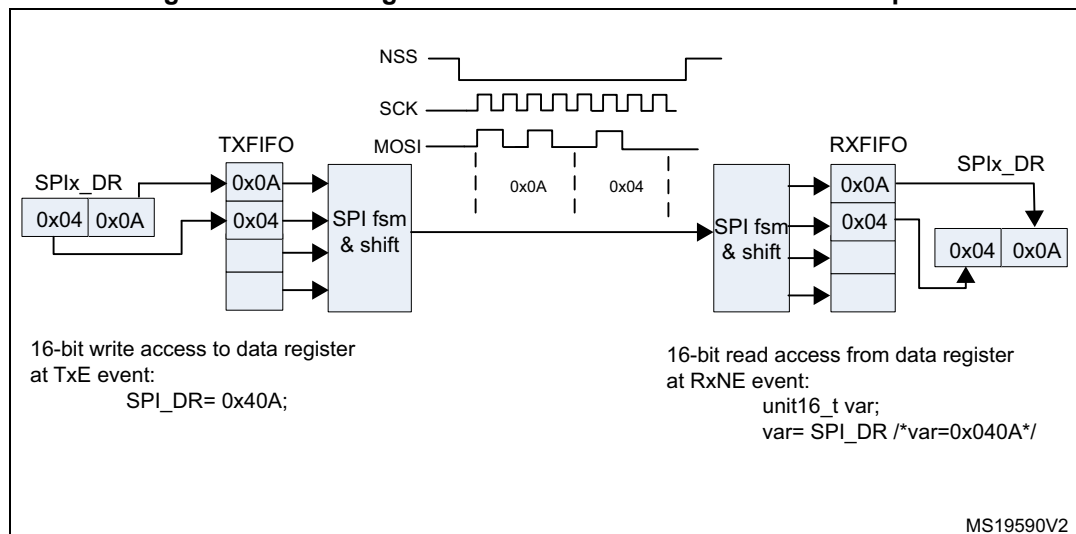 NSS
SCK
MOSI
TXFIFO
RXFIFO
SPIx_DR
SPIx_DR
0x04 0x0A
0x0A
0x04
SPI fsm
& shift
0x0A
0x04
SPI fsm
& shift
0x0A
0x04
0x04 0x0A
16-bit write access to data register
at TxE event:
SPI_DR= 0x40A;
16-bit read access from data register
at RxNE event:
unit16_t var;
var= SPI_DR /*var=0x040A*/
MS19590V2